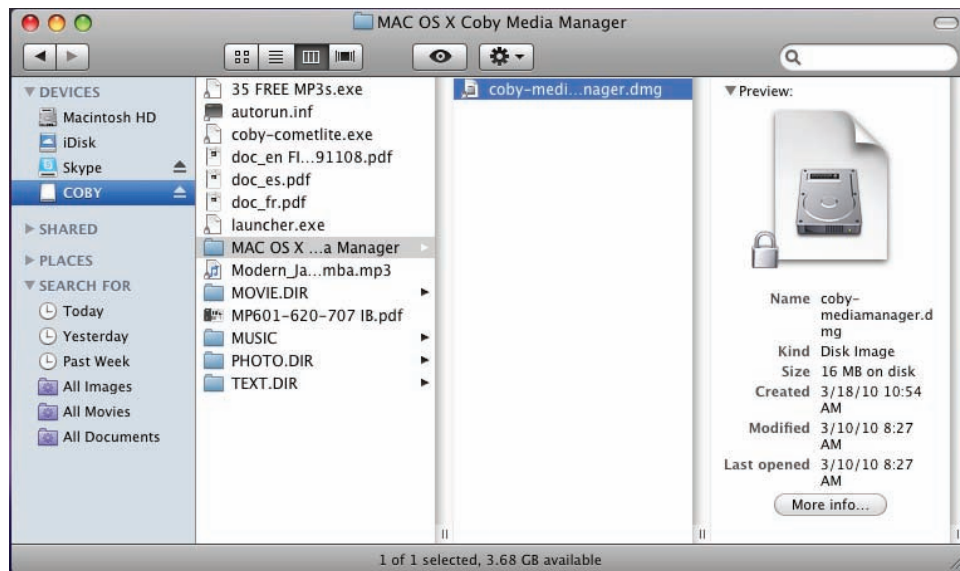 MAC OS X Coby Media Manager
DEVICES
Macintosh HD
iDisk
Skype
COBY
SHARED
PLACES
SEARCH FOR
Today
Yesterday
Past Week
All Images
All Movies
All Documents
35 FREE MP3s.exe
autorun.inf
coby-cometlite.exe
doc_en FI...91108.pdf
doc_es.pdf
doc_fr.pdf
launcher.exe
MAC OS X ...a Manager
Modern_Ja...mba.mp3
MOVIE.DIR
MP601-620-707 IB.pdf
MUSIC
PHOTO.DIR
TEXT.DIR
coby-medi...nager.dmg
Preview:
Name coby-
mediamanager.d
mg
Kind Disk Image
Size 16 MB on disk
Created 3/18/10 10:54
AM
Modified 3/10/10 8:27
AM
Last opened 3/10/10 8:27
AM
More info...
1 of 1 selected, 3.68 GB available